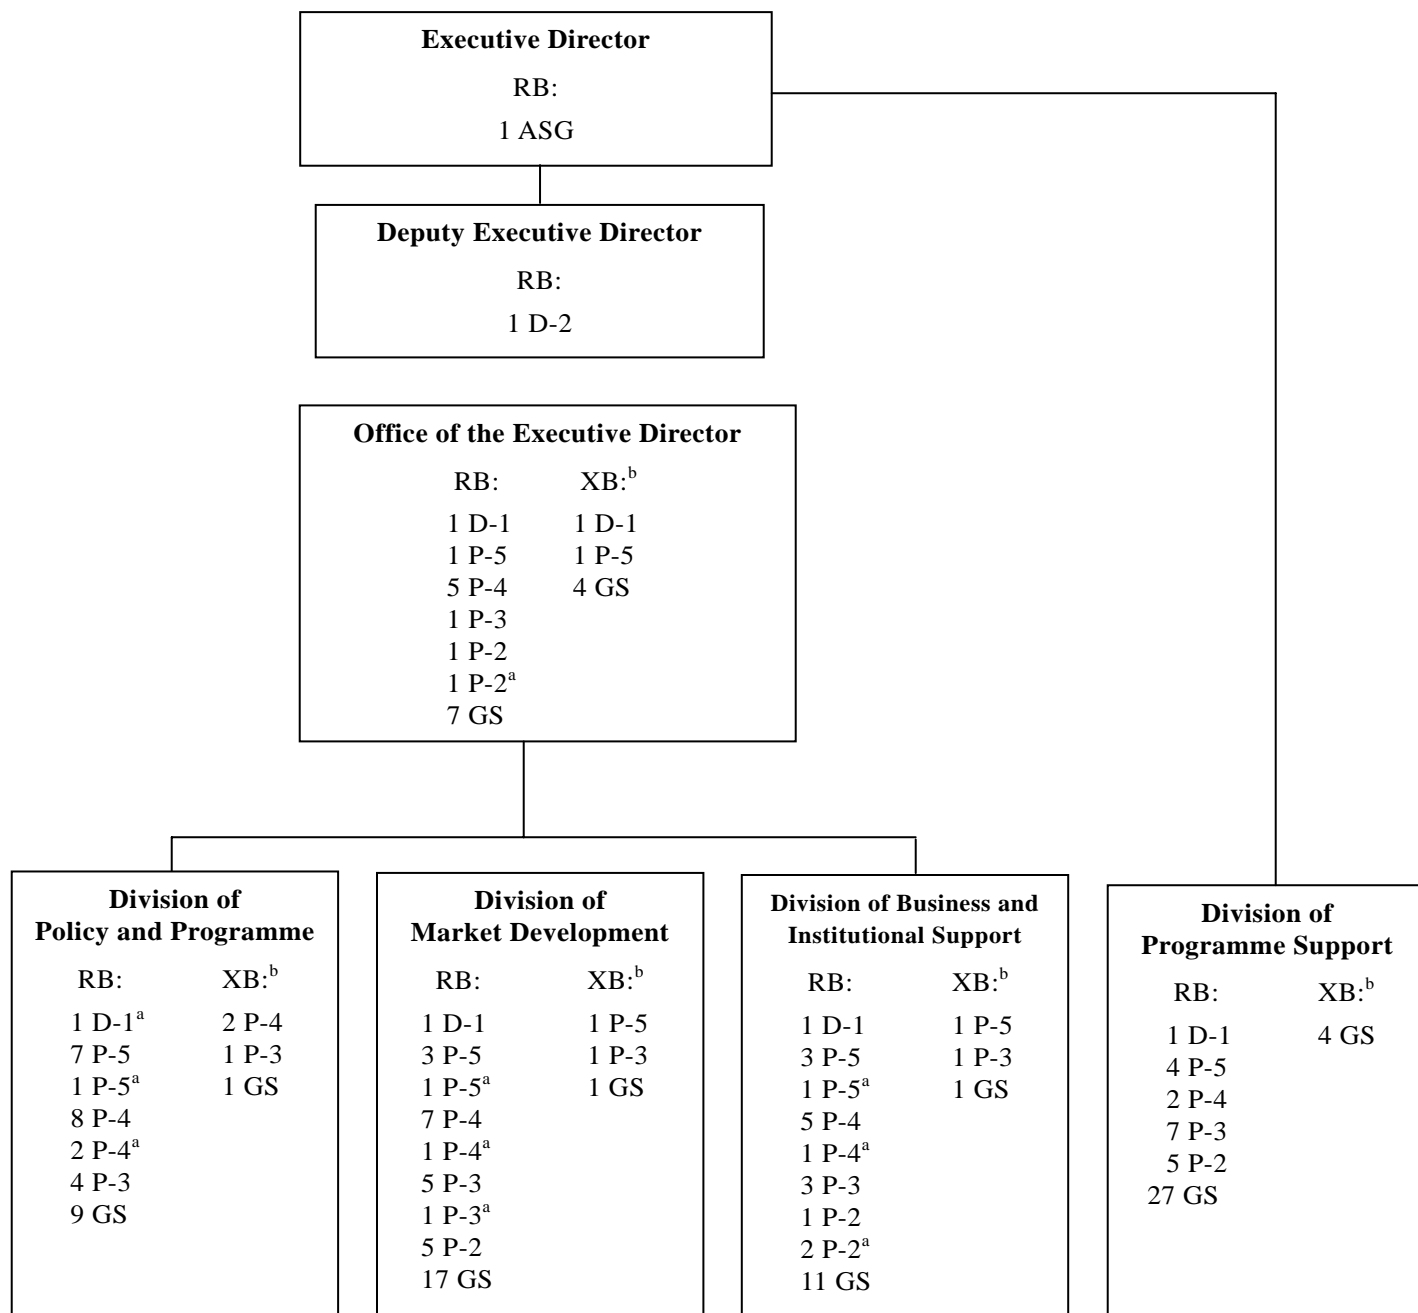 Executive Director
RB:
1 ASG
Deputy Executive Director
RB:
1 D-2
Office of the Executive Director
RB: XB:b
1 D-1 1 D-1
1 P-5 1 P-5
5 P-4 4 GS
1 P-3
1 P-2
1 P-2a
7 GS
Division of
Policy and Programme
RB: XB:b
1 D-1a 2 P-4
7 P-5 1 P-3
1 P-5a 1 GS
8 P-4
2 P-4a
4 P-3
9 GS
Division of
Market Development
RB: XB:b
1 D-1 1 P-5
3 P-5 1 P-3
1 P-5a 1 GS
7 P-4
1 P-4a
5 P-3
1 P-3a
5 P-2
17 GS
Division of Business and
Institutional Support
RB: XB:b
1 D-1 1 P-5
3 P-5 1 P-3
1 P-5a 1 GS
5 P-4
1 P-4a
3 P-3
1 P-2
2 P-2a
11 GS
Division of
Programme Support
RB: XB:b
1 D-1 4 GS
4 P-5
2 P-4
7 P-3
5 P-2
27 GS